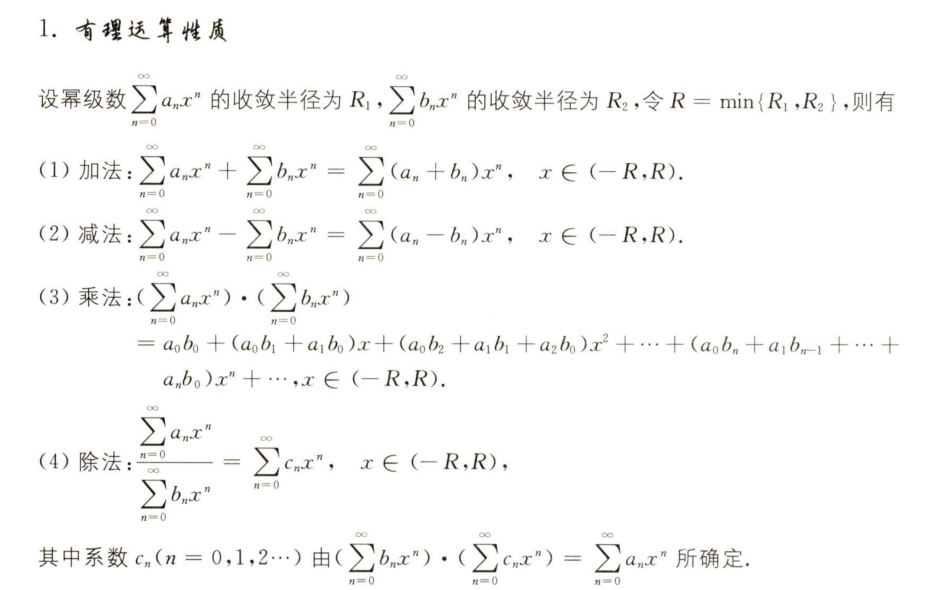 1. 有理运算性质
设幂级数$\sum_{n=0}^{\infty} a_n x^n$ 的收敛半径为 $R_1$,$\sum_{n=0}^{\infty} b_n x^n$ 的收敛半径为 $R_2$,令 $R = \min\{R_1, R_2\}$,则有
(1) 加法:$\sum_{n=0}^{\infty} a_n x^n + \sum_{n=0}^{\infty} b_n x^n = \sum_{n=0}^{\infty} (a_n + b_n) x^n, \quad x \in (-R, R).$
(2) 减法:$\sum_{n=0}^{\infty} a_n x^n - \sum_{n=0}^{\infty} b_n x^n = \sum_{n=0}^{\infty} (a_n - b_n) x^n, \quad x \in (-R, R).$
(3) 乘法:$(\sum_{n=0}^{\infty} a_n x^n) \cdot (\sum_{n=0}^{\infty} b_n x^n)$
$= a_0 b_0 + (a_0 b_1 + a_1 b_0) x + (a_0 b_2 + a_1 b_1 + a_2 b_0) x^2 + \cdots + (a_0 b_n + a_1 b_{n-1} + \cdots +$
$a_n b_0) x^n + \cdots, x \in (-R, R).$
(4) 除法:$\frac{\sum_{n=0}^{\infty} a_n x^n}{\sum_{n=0}^{\infty} b_n x^n} = \sum_{n=0}^{\infty} c_n x^n, \quad x \in (-R, R),$
其中系数 $c_n (n = 0, 1, 2 \cdots)$ 由$(\sum_{n=0}^{\infty} b_n x^n) \cdot (\sum_{n=0}^{\infty} c_n x^n) = \sum_{n=0}^{\infty} a_n x^n$ 所确定.